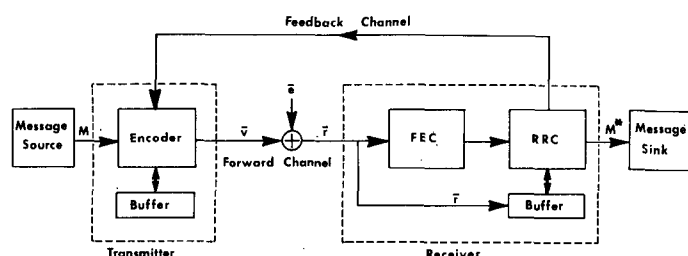 Feedback Channel
Message Source
M
Encoder
Buffer
Transmitter
v̄
Forward Channel
ē
r̄
FEC
RRC
r̄
Buffer
Receiver
M*
Message Sink